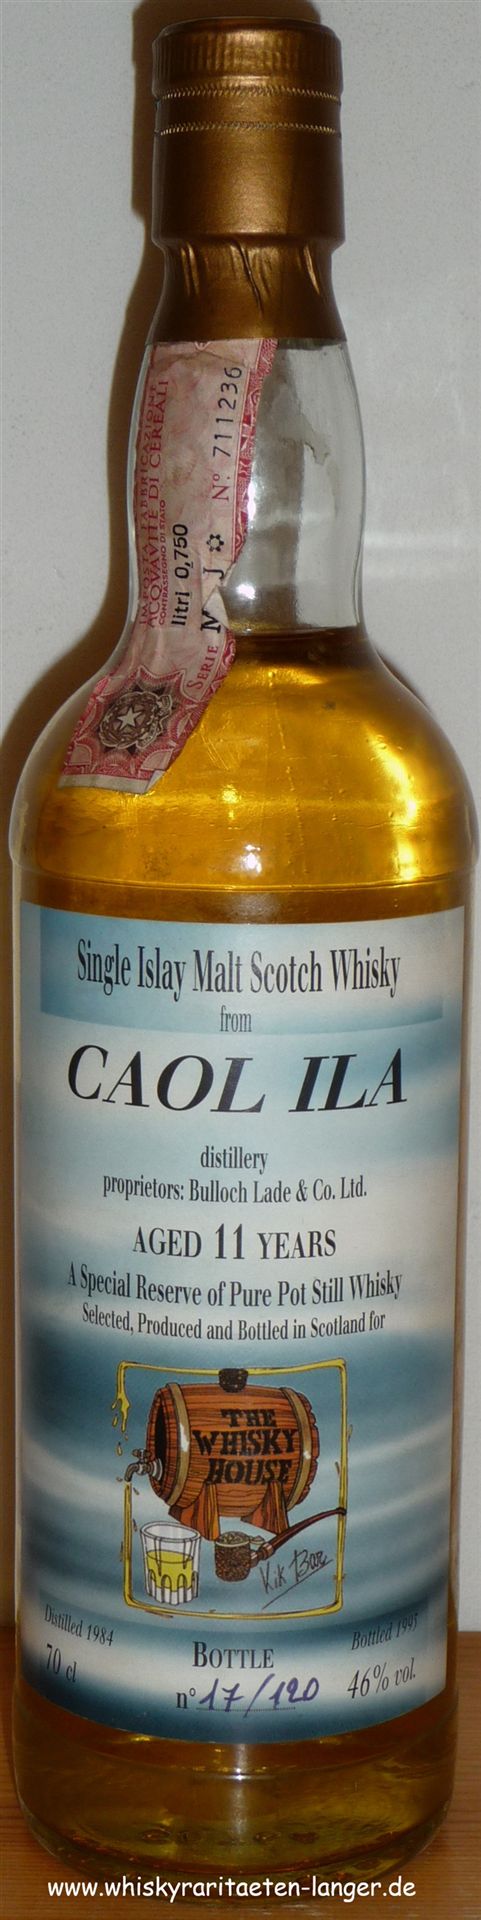 IMPOSTA FABBRICAZIONE
ACQVAVITE DI CEREALI
CONTRASSEGNO DI STATO
litri 0,750
SERIE M J N° 711236
Single Islay Malt Scotch Whisky
from
CAOL ILA
distillery
proprietors: Bulloch Lade & Co. Ltd.
AGED 11 YEARS
A Special Reserve of Pure Pot Still Whisky
Selected, Produced and Bottled in Scotland for
THE
WHISKY
HOUSE
Kik Bar
Distilled 1984
Bottled 1995
70 cl
BOTTLE
n° 17/120
46% vol.
www.whiskyraritaeten-langer.de